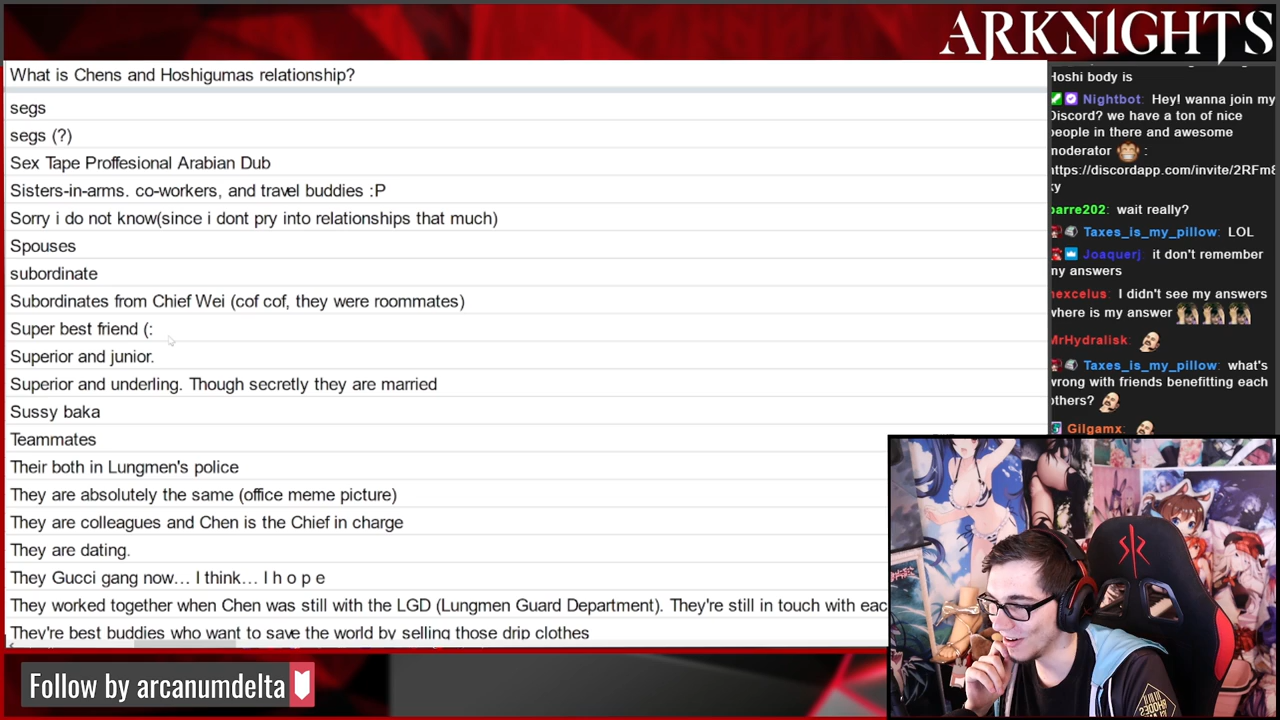 ARKNIGHTS
What is Chens and Hoshigumas relationship?
segs
segs (?)
Sex Tape Proffesional Arabian Dub
Sisters-in-arms. co-workers, and travel buddies :P
Sorry i do not know(since i dont pry into relationships that much)
Spouses
subordinate
Subordinates from Chief Wei (cof cof, they were roommates)
Super best friend (:
Superior and junior.
Superior and underling. Though secretly they are married
Sussy baka
Teammates
Their both in Lungmen's police
They are absolutely the same (office meme picture)
They are colleagues and Chen is the Chief in charge
They are dating.
They Gucci gang now... I think... I h o p e
They worked together when Chen was still with the LGD (Lungmen Guard Department). They're still in touch with eac
They're best buddies who want to save the world by selling those drip clothes
Hoshi body is
Nightbot: Hey! wanna join my
Discord? we have a ton of nice
people in there and awesome
moderator :
https://discordapp.com/invite/2RFm8
ky
parre202: wait really?
Taxes_is_my_pillow: LOL
Joaquerj: it don't remember
my answers
nexcelus: I didn't see my answers
where is my answer
MrHydralisk:
Taxes_is_my_pillow: what's
wrong with friends benefitting each
others?
Gilgamx:
Follow by arcanumdelta